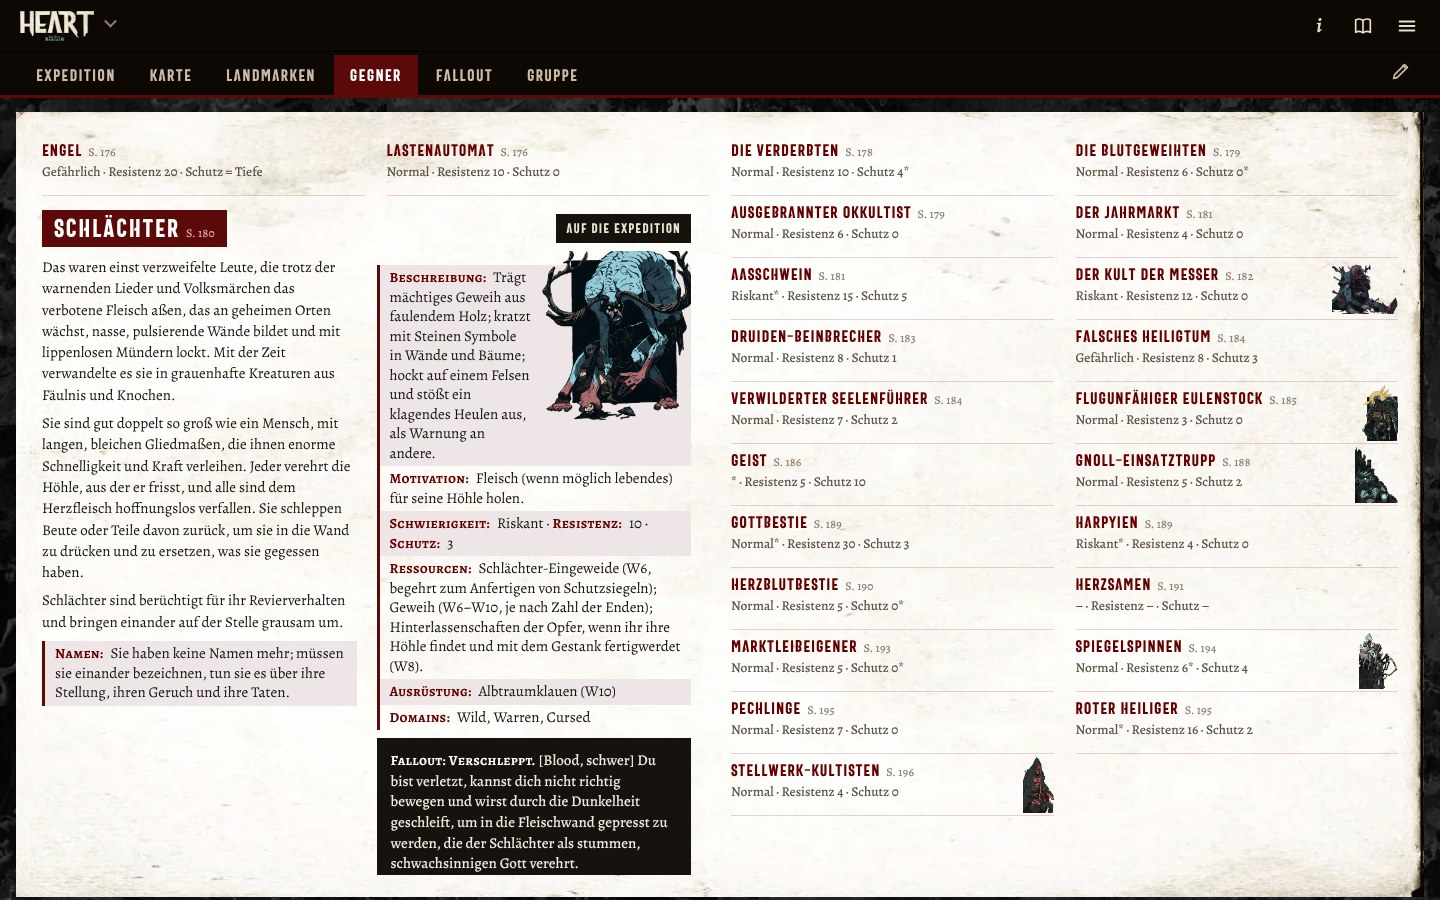 HEART
EXPEDITION KARTE LANDMARKEN GEGNER FALLOUT GRUPPE
ENGEL S. 176
Gefährlich · Resistenz 20 · Schutz = Tiefe
LASTENAUTOMAT S. 176
Normal · Resistenz 10 · Schutz 0
SCHLÄCHTER S. 180
Das waren einst verzweifelte Leute, die trotz der
warnenden Lieder und Volksmärchen das
verbotene Fleisch aßen, das an geheimen Orten
wächst, nasse, pulsierende Wände bildet und mit
lippenlosen Mündern lockt. Mit der Zeit
verwandelte es sie in grauenhafte Kreaturen aus
Fäulnis und Knochen.
Sie sind gut doppelt so groß wie ein Mensch, mit
langen, bleichen Gliedmaßen, die ihnen enorme
Schnelligkeit und Kraft verleihen. Jeder verehrt die
Höhle, aus der er frisst, und alle sind dem
Herzfleisch hoffnungslos verfallen. Sie schleppen
Beute oder Teile davon zurück, um sie in die Wand
zu drücken und zu ersetzen, was sie gegessen
haben.
Schlächter sind berüchtigt für ihr Revierverhalten
und bringen einander auf der Stelle grausam um.
Namen: Sie haben keine Namen mehr; müssen
sie einander bezeichnen, tun sie es über ihre
Stellung, ihren Geruch und ihre Taten.
AUF DIE EXPEDITION
Beschreibung: Trägt
mächtiges Geweih aus
faulendem Holz; kratzt
mit Steinen Symbole
in Wände und Bäume;
hockt auf einem Felsen
und stößt ein
klagendes Heulen aus,
als Warnung an
andere.
Motivation: Fleisch (wenn möglich lebendes)
für seine Höhle holen.
Schwierigkeit: Riskant · Resistenz: 10 ·
Schutz: 3
Ressourcen: Schlächter-Eingeweide (W6,
begehrt zum Anfertigen von Schutzsiegeln);
Geweih (W6–W10, je nach Zahl der Enden);
Hinterlassenschaften der Opfer, wenn ihr ihre
Höhle findet und mit dem Gestank fertigwerdet
(W8).
Ausrüstung: Albtraumklauen (W10)
Domains: Wild, Warren, Cursed
Fallout: Verschleppt. [Blood, schwer] Du
bist verletzt, kannst dich nicht richtig
bewegen und wirst durch die Dunkelheit
geschleift, um in die Fleischwand gepresst zu
werden, die der Schlächter als stummen,
schwachsinnigen Gott verehrt.
DIE VERDERBTEN S. 178
Normal · Resistenz 10 · Schutz 4*
DIE BLUTGEWEIHTEN S. 179
Normal · Resistenz 6 · Schutz 0*
AUSGEBRANNTER OKKULTIST S. 179
Normal · Resistenz 6 · Schutz 0
DER JAHRMARKT S. 181
Normal · Resistenz 4 · Schutz 0
AASSCHWEIN S. 181
Riskant* · Resistenz 15 · Schutz 5
DER KULT DER MESSER S. 182
Riskant · Resistenz 12 · Schutz 0
DRUIDEN-BEINBRECHER S. 183
Normal · Resistenz 8 · Schutz 1
FALSCHES HEILIGTUM S. 184
Gefährlich · Resistenz 8 · Schutz 3
VERWILDERTER SEELENFÜHRER S. 184
Normal · Resistenz 7 · Schutz 2
FLUGUNFÄHIGER EULENSTOCK S. 185
Normal · Resistenz 3 · Schutz 0
GEIST S. 186
* · Resistenz 5 · Schutz 10
GNOLL-EINSATZTRUPP S. 188
Normal · Resistenz 5 · Schutz 2
GOTTBESTIE S. 189
Normal* · Resistenz 30 · Schutz 3
HARPYIEN S. 189
Riskant* · Resistenz 4 · Schutz 0
HERZBLUTBESTIE S. 190
Normal · Resistenz 5 · Schutz 0*
HERZSAMEN S. 191
– · Resistenz – · Schutz –
MARKTLEIBEIGENER S. 193
Normal · Resistenz 5 · Schutz 0*
SPIEGELSPINNEN S. 194
Normal · Resistenz 6* · Schutz 4
PECHLINGE S. 195
Normal · Resistenz 7 · Schutz 0
ROTER HEILIGER S. 195
Normal* · Resistenz 16 · Schutz 2
STELLWERK-KULTISTEN S. 196
Normal · Resistenz 4 · Schutz 0